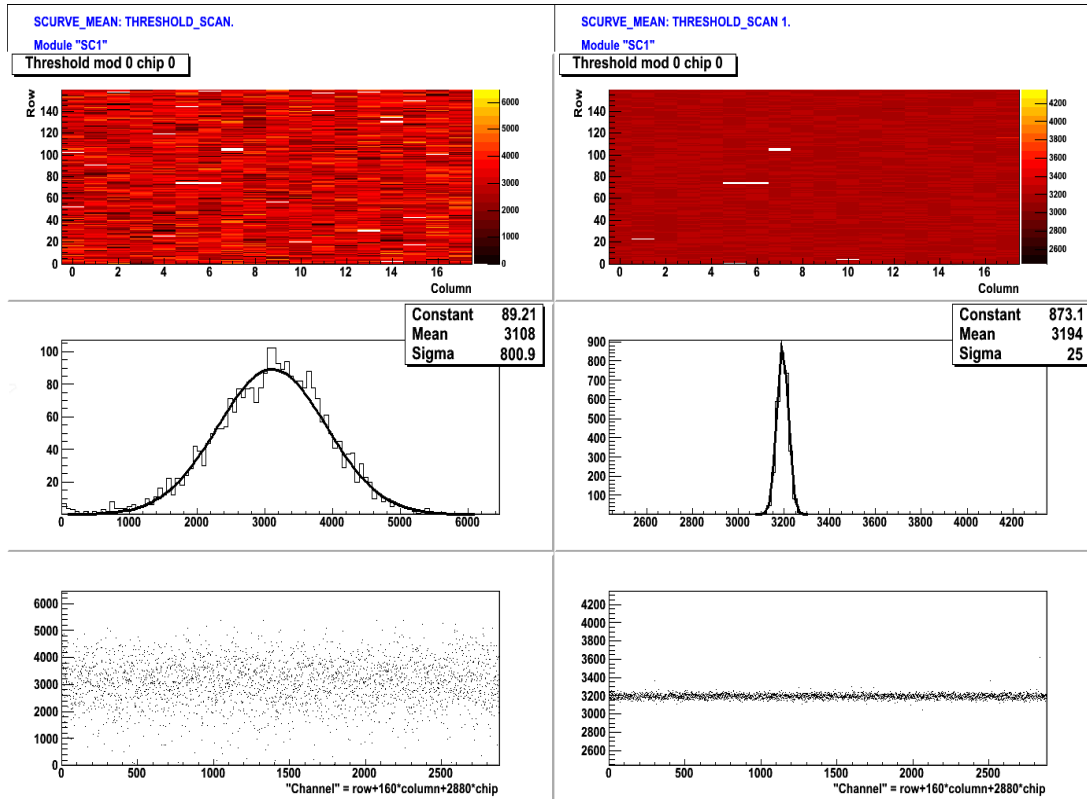 SCURVE_MEAN: THRESHOLD_SCAN.
Module "SC1"
Threshold mod 0 chip 0
Row
140
120
100
80
60
40
20
0
0 2 4 6 8 10 12 14 16
Column
6000
5000
4000
3000
2000
1000
0
SCURVE_MEAN: THRESHOLD_SCAN 1.
Module "SC1"
Threshold mod 0 chip 0
Row
140
120
100
80
60
40
20
0
0 2 4 6 8 10 12 14 16
Column
4200
4000
3800
3600
3400
3200
3000
2800
2600
Constant 89.21
Mean 3108
Sigma 800.9
100
80
60
40
20
0 1000 2000 3000 4000 5000 6000
Constant 873.1
Mean 3194
Sigma 25
900
800
700
600
500
400
300
200
100
2600 2800 3000 3200 3400 3600 3800 4000 4200
6000
5000
4000
3000
2000
1000
0
0 500 1000 1500 2000 2500
"Channel" = row+160*column+2880*chip
4200
4000
3800
3600
3400
3200
3000
2800
2600
0 500 1000 1500 2000 2500
"Channel" = row+160*column+2880*chip